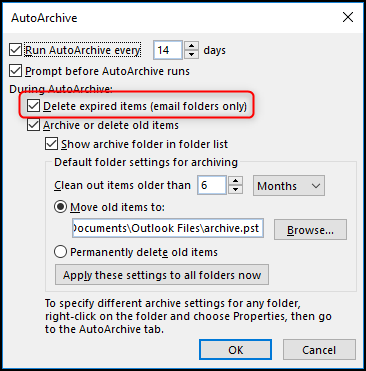 AutoArchive
Run AutoArchive every 14 days
Prompt before AutoArchive runs
During AutoArchive:
Delete expired items (email folders only)
Archive or delete old items
Show archive folder in folder list
Default folder settings for archiving
Clean out items older than 6 Months
Move old items to:
Documents\Outlook Files\archive.pst Browse...
Permanently delete old items
Apply these settings to all folders now
To specify different archive settings for any folder,
right-click on the folder and choose Properties, then go
to the AutoArchive tab.
OK Cancel